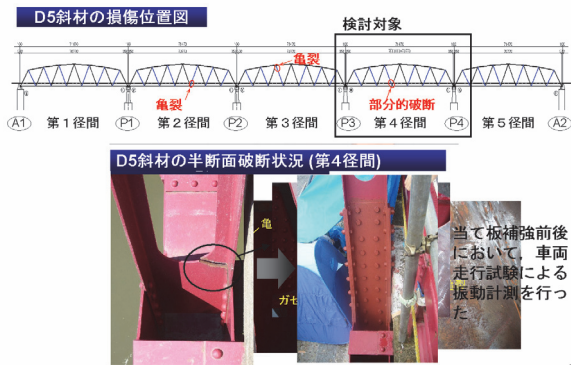 D5斜材の損傷位置図
検討対象
亀裂
亀裂
部分的破断
A1 第1径間 P1 第2径間 P2 第3径間 P3 第4径間 P4 第5径間 A2
D5斜材の半断面破断状況 (第4径間)
亀
ガセ
当て板補強前後
において，車両
走行試験による
振動計測を行っ
た